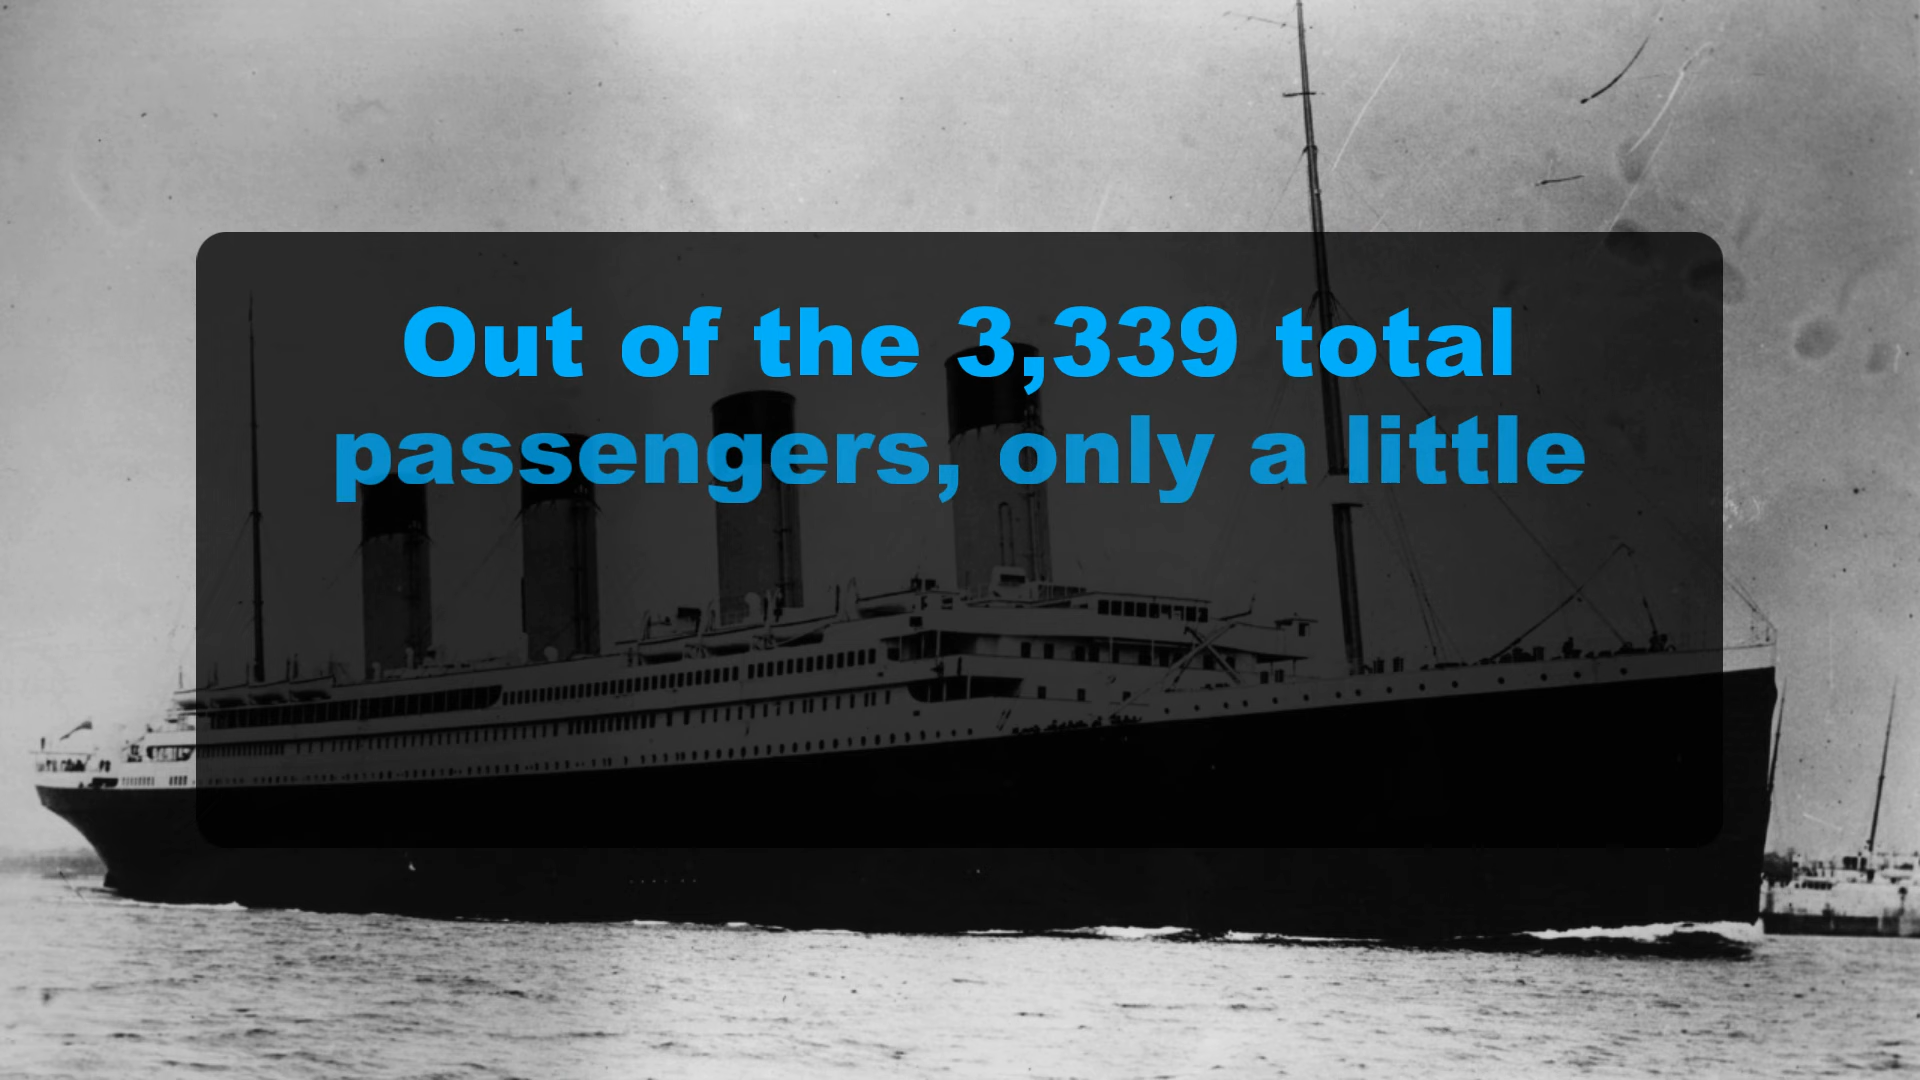 Out of the 3,339 total
passengers, only a little